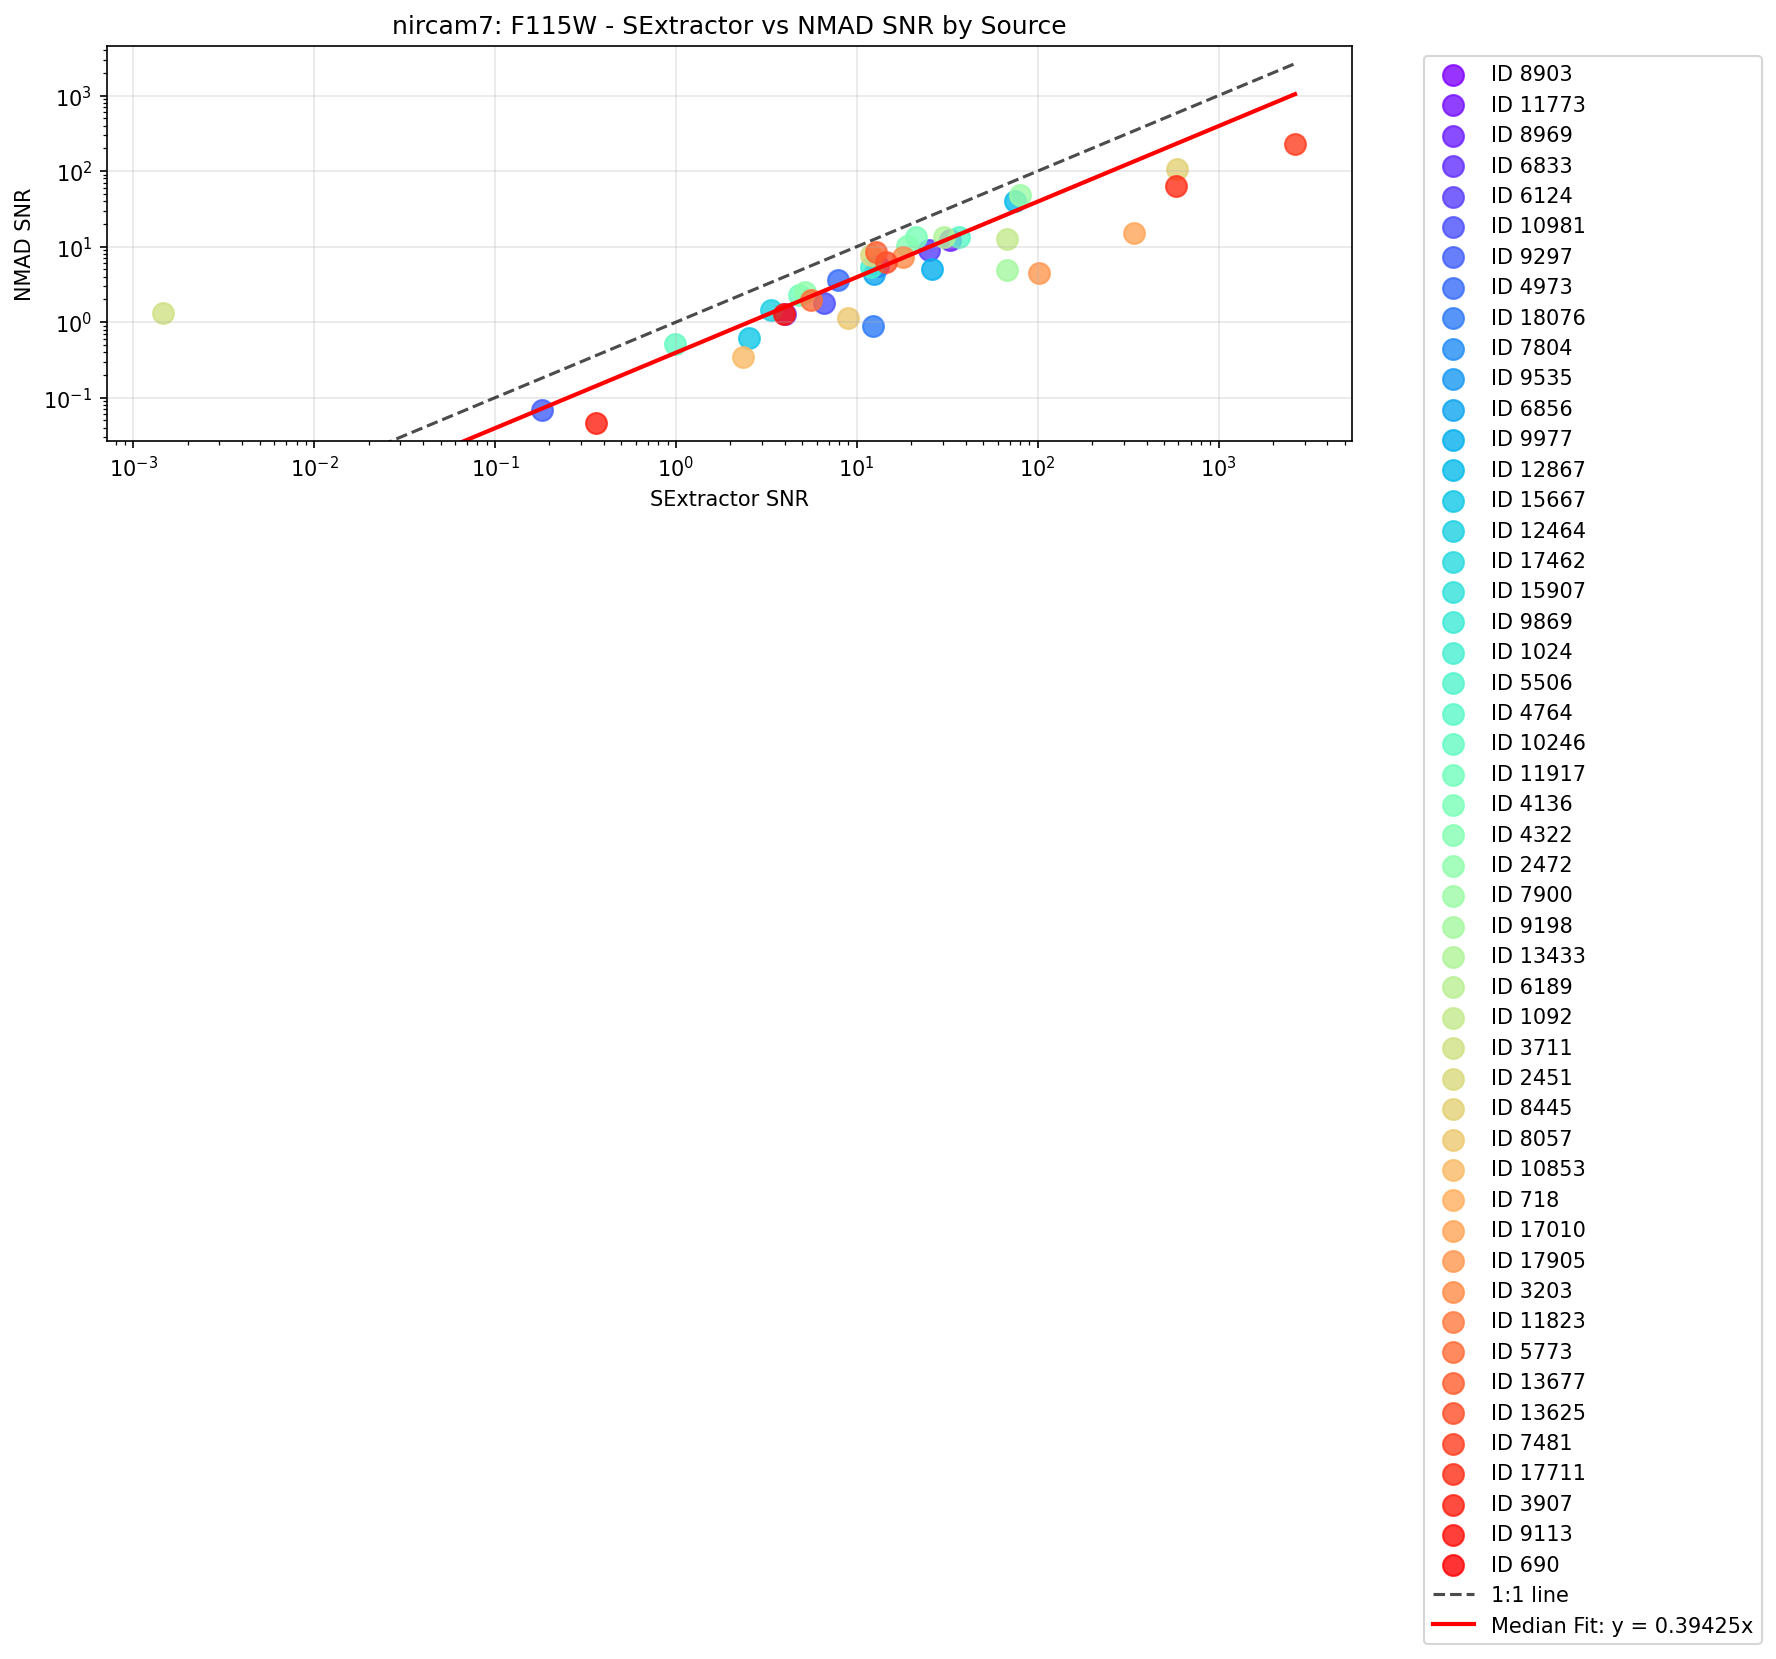 nircam7: F115W - SExtractor vs NMAD SNR by Source
NMAD SNR
10³
10²
10¹
10⁰
10⁻¹
10⁻³ 10⁻² 10⁻¹ 10⁰ 10¹ 10² 10³
SExtractor SNR
ID 8903
ID 11773
ID 8969
ID 6833
ID 6124
ID 10981
ID 9297
ID 4973
ID 18076
ID 7804
ID 9535
ID 6856
ID 9977
ID 12867
ID 15667
ID 12464
ID 17462
ID 15907
ID 9869
ID 1024
ID 5506
ID 4764
ID 10246
ID 11917
ID 4136
ID 4322
ID 2472
ID 7900
ID 9198
ID 13433
ID 6189
ID 1092
ID 3711
ID 2451
ID 8445
ID 8057
ID 10853
ID 718
ID 17010
ID 17905
ID 3203
ID 11823
ID 5773
ID 13677
ID 13625
ID 7481
ID 17711
ID 3907
ID 9113
ID 690
1:1 line
Median Fit: y = 0.39425x